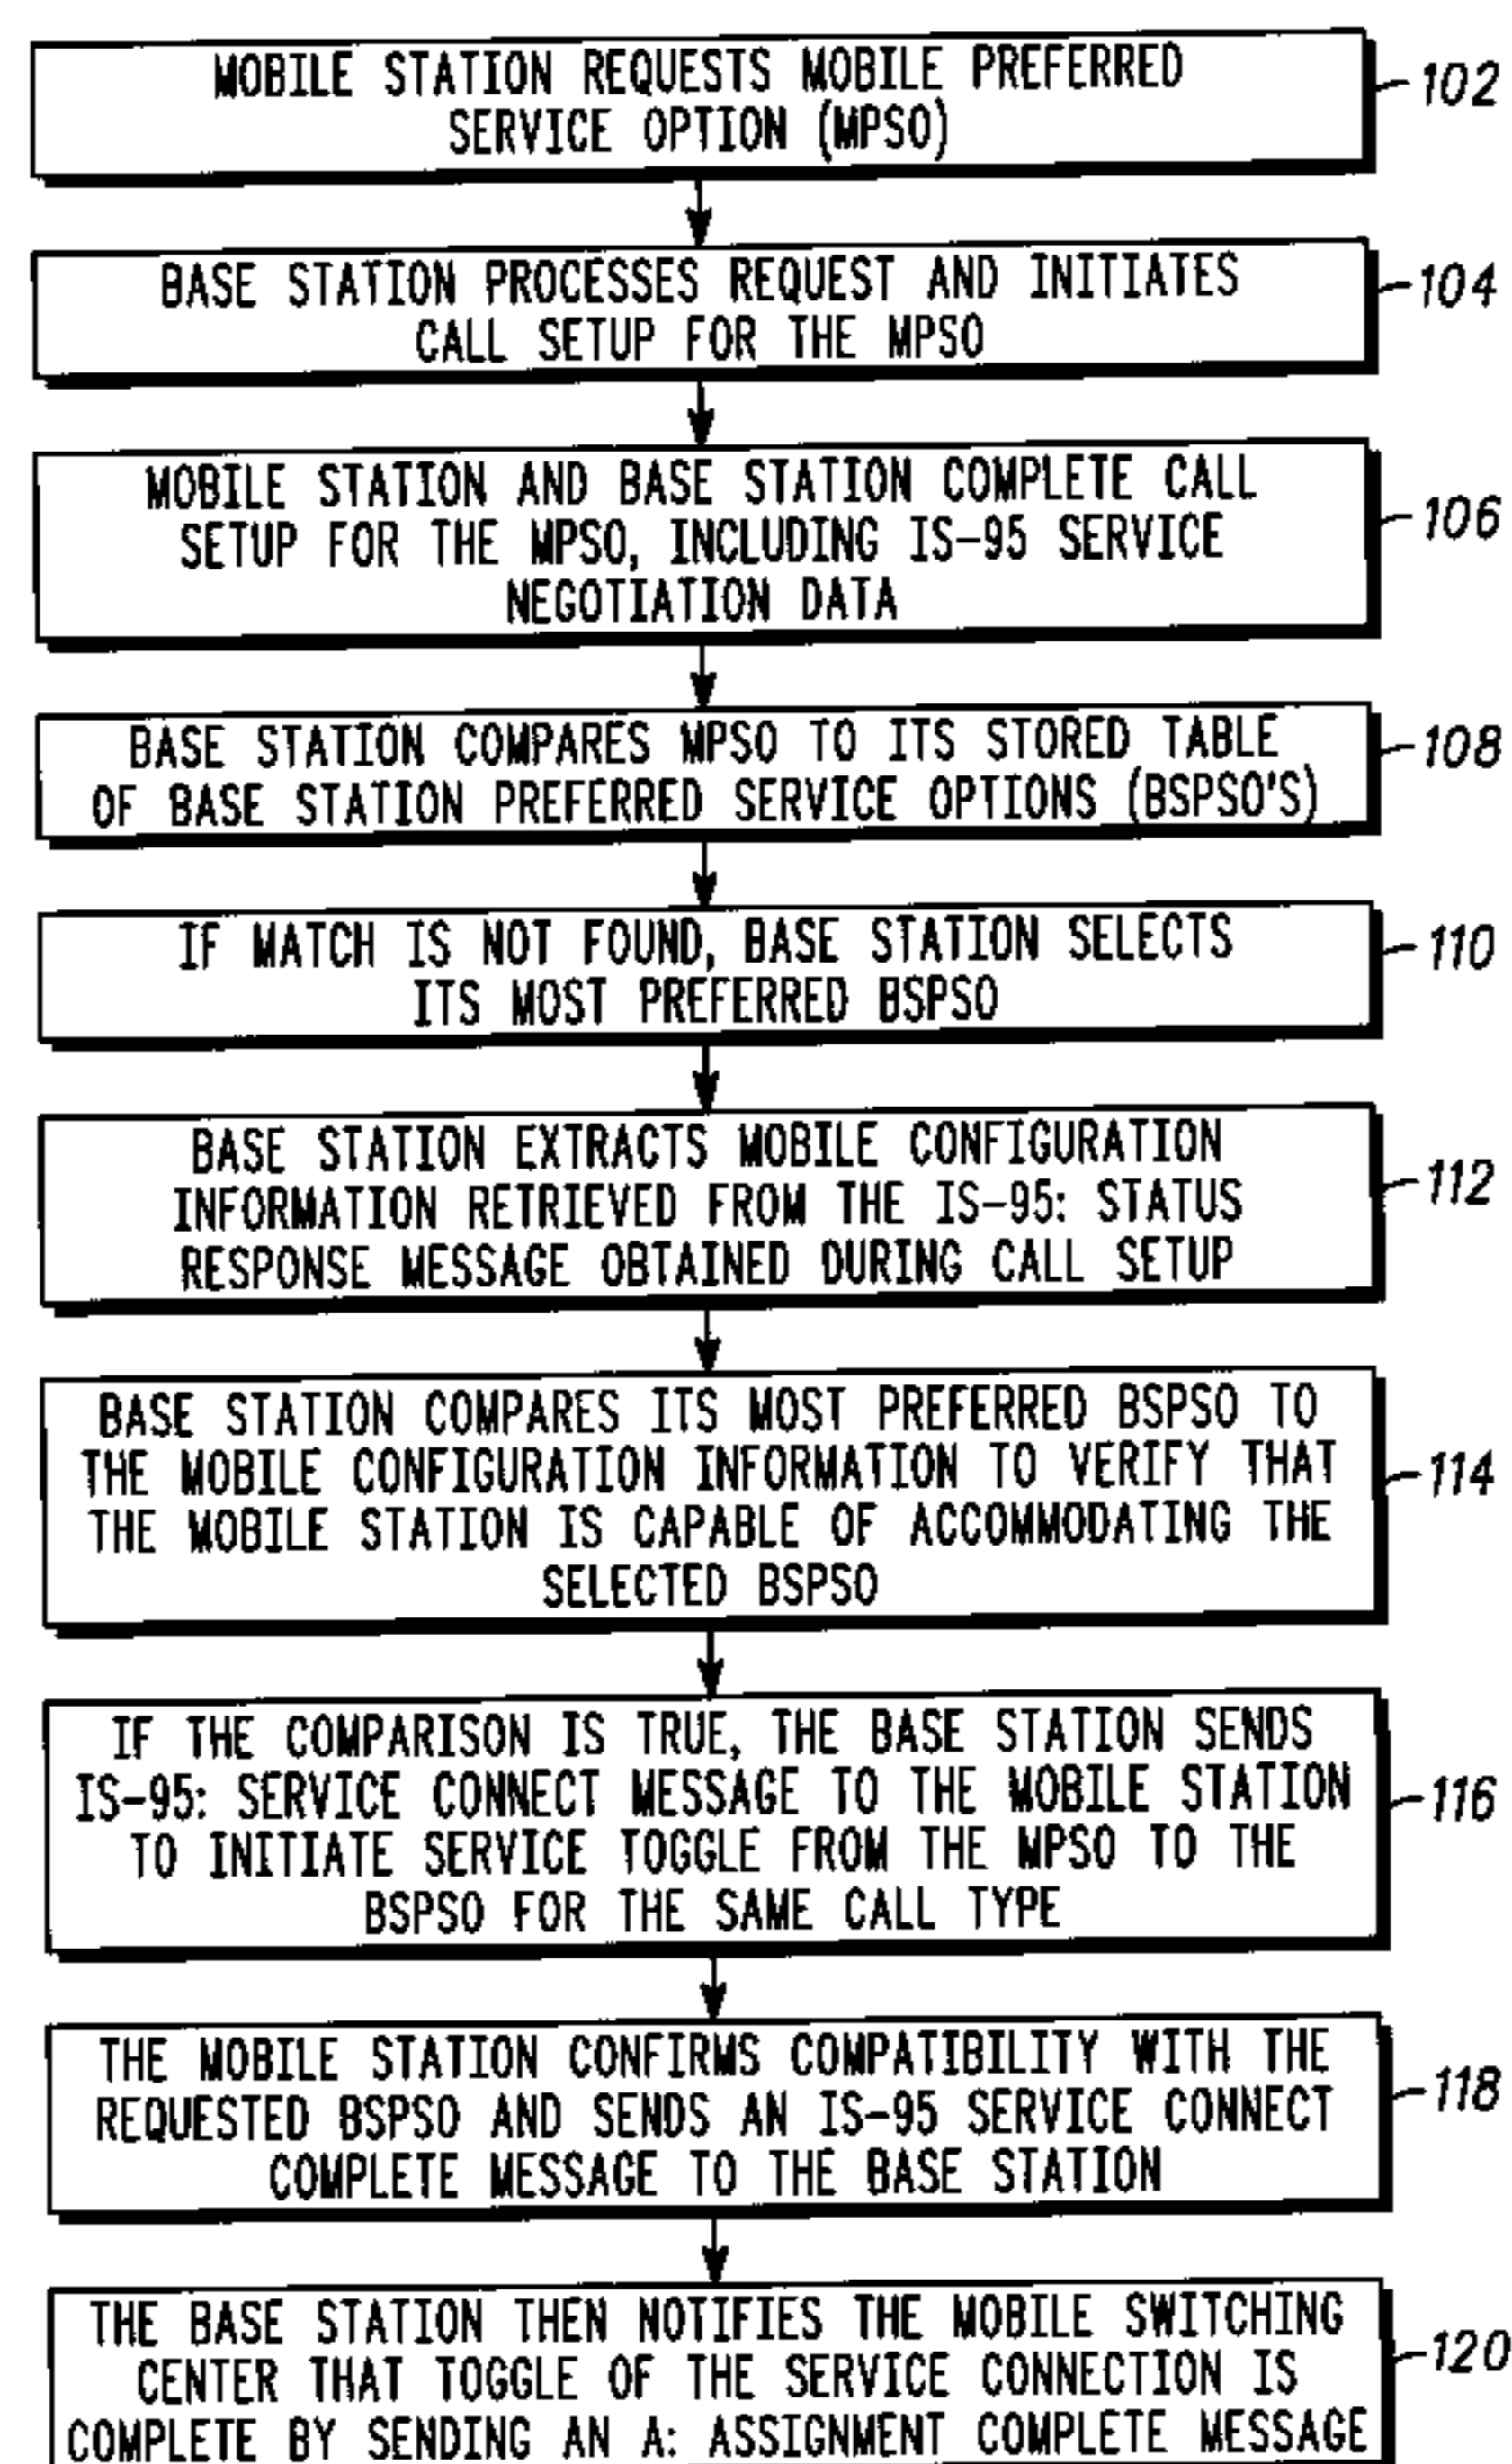 MOBILE STATION REQUESTS MOBILE PREFERRED
SERVICE OPTION (MPSO)
102
BASE STATION PROCESSES REQUEST AND INITIATES
CALL SETUP FOR THE MPSO
104
MOBILE STATION AND BASE STATION COMPLETE CALL
SETUP FOR THE MPSO, INCLUDING IS-95 SERVICE
NEGOTIATION DATA
106
BASE STATION COMPARES MPSO TO ITS STORED TABLE
OF BASE STATION PREFERRED SERVICE OPTIONS (BSPSO'S)
108
IF MATCH IS NOT FOUND, BASE STATION SELECTS
ITS MOST PREFERRED BSPSO
110
BASE STATION EXTRACTS MOBILE CONFIGURATION
INFORMATION RETRIEVED FROM THE IS-95: STATUS
RESPONSE MESSAGE OBTAINED DURING CALL SETUP
112
BASE STATION COMPARES ITS MOST PREFERRED BSPSO TO
THE MOBILE CONFIGURATION INFORMATION TO VERIFY THAT
THE MOBILE STATION IS CAPABLE OF ACCOMMODATING THE
SELECTED BSPSO
114
IF THE COMPARISON IS TRUE, THE BASE STATION SENDS
IS-95: SERVICE CONNECT MESSAGE TO THE MOBILE STATION
TO INITIATE SERVICE TOGGLE FROM THE MPSO TO THE
BSPSO FOR THE SAME CALL TYPE
116
THE MOBILE STATION CONFIRMS COMPATIBILITY WITH THE
REQUESTED BSPSO AND SENDS AN IS-95 SERVICE CONNECT
COMPLETE MESSAGE TO THE BASE STATION
118
THE BASE STATION THEN NOTIFIES THE MOBILE SWITCHING
CENTER THAT TOGGLE OF THE SERVICE CONNECTION IS
COMPLETE BY SENDING AN A: ASSIGNMENT COMPLETE MESSAGE
120